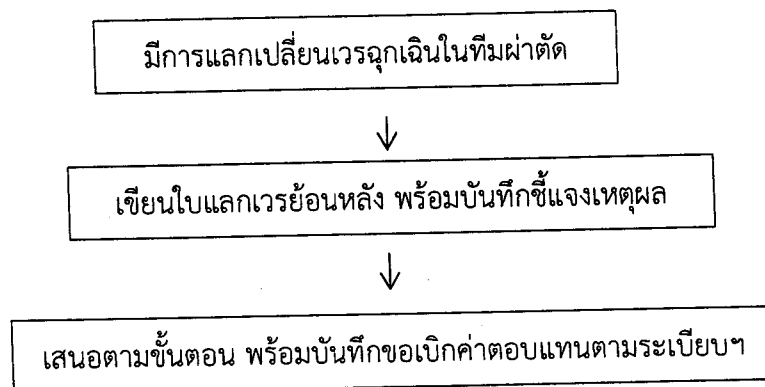 มีการแลกเปลี่ยนเวรฉุกเฉินในทีมผ่าตัด
เขียนใบแลกเวรย้อนหลัง พร้อมบันทึกชี้แจงเหตุผล
เสนอตามขั้นตอน พร้อมบันทึกขอเบิกค่าตอบแทนตามระเบียบฯ